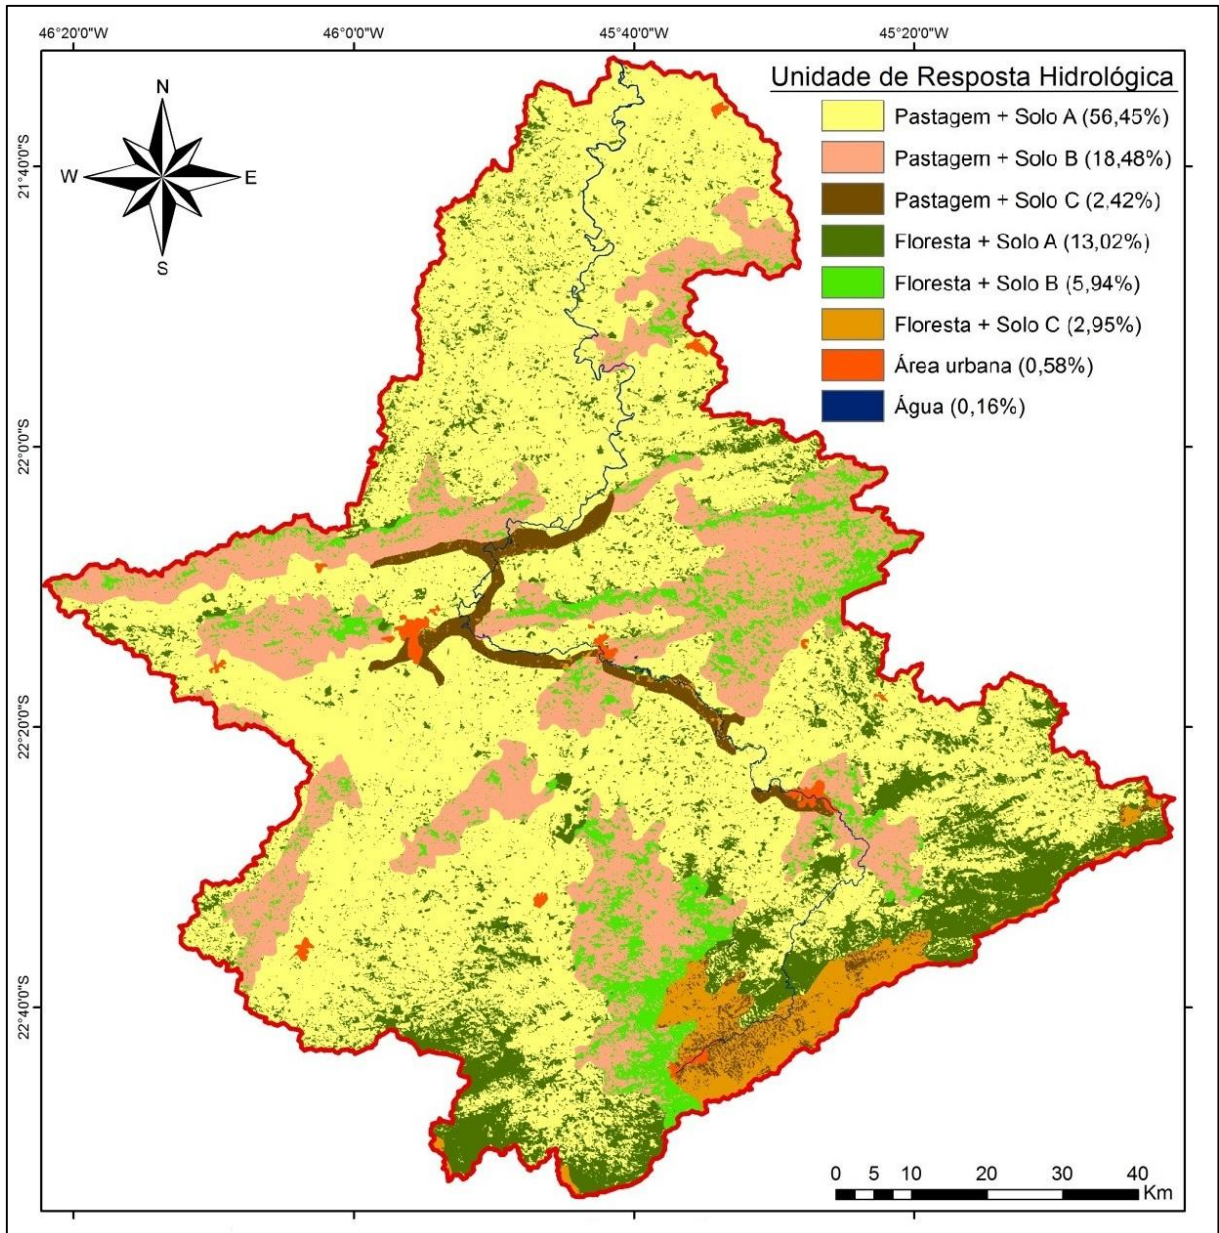 46°20'0"W
46°0'0"W
45°40'0"W
45°20'0"W
Unidade de Resposta Hidrológica
N
W
E
S
Pastagem + Solo A (56,45%)
Pastagem + Solo B (18,48%)
Pastagem + Solo C (2,42%)
Floresta + Solo A (13,02%)
Floresta + Solo B (5,94%)
Floresta + Solo C (2,95%)
Área urbana (0,58%)
Água (0,16%)
21°40'0"S
22°0'0"S
22°20'0"S
22°40'0"S
0 5 10 20 30 40
Km